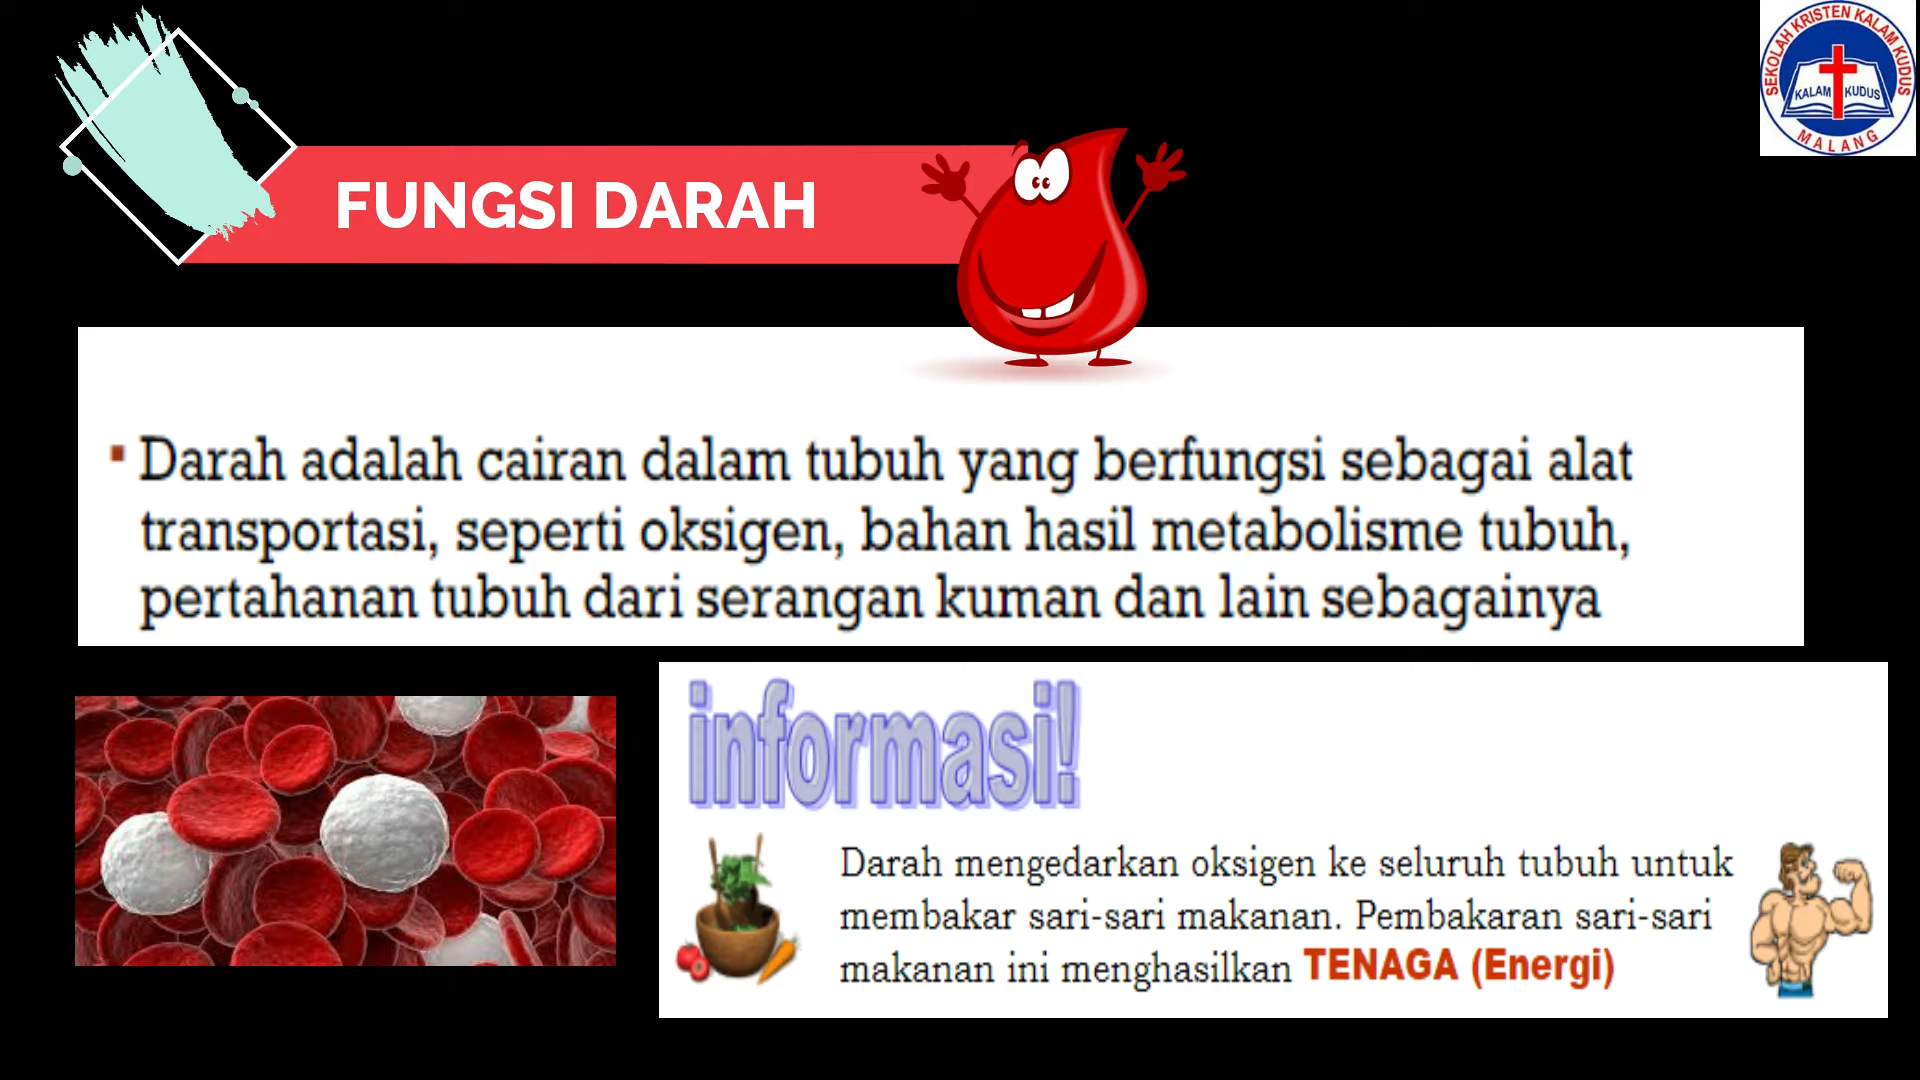 SEKOLAH KRISTEN KALAM KUDUS
KALAM KUDUS
MALANG
FUNGSI DARAH
▪ Darah adalah cairan dalam tubuh yang berfungsi sebagai alat
transportasi, seperti oksigen, bahan hasil metabolisme tubuh,
pertahanan tubuh dari serangan kuman dan lain sebagainya
informasi!
Darah mengedarkan oksigen ke seluruh tubuh untuk
membakar sari-sari makanan. Pembakaran sari-sari
makanan ini menghasilkan TENAGA (Energi)